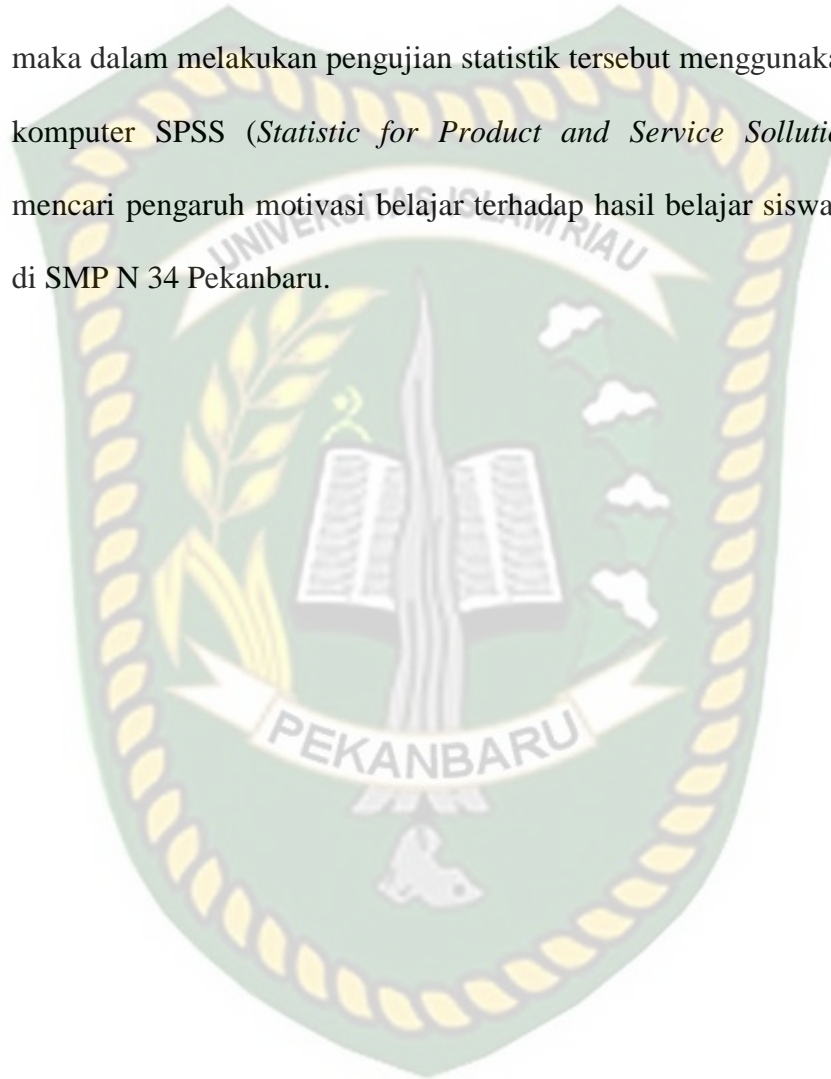 maka dalam melakukan pengujian statistik tersebut menggunaka
komputer SPSS (Statistic for Product and Service Sollutio
mencari pengaruh motivasi belajar terhadap hasil belajar siswa
di SMP N 34 Pekanbaru.
UNIVERSITAS ISLAM RIAU
PEKANBARU